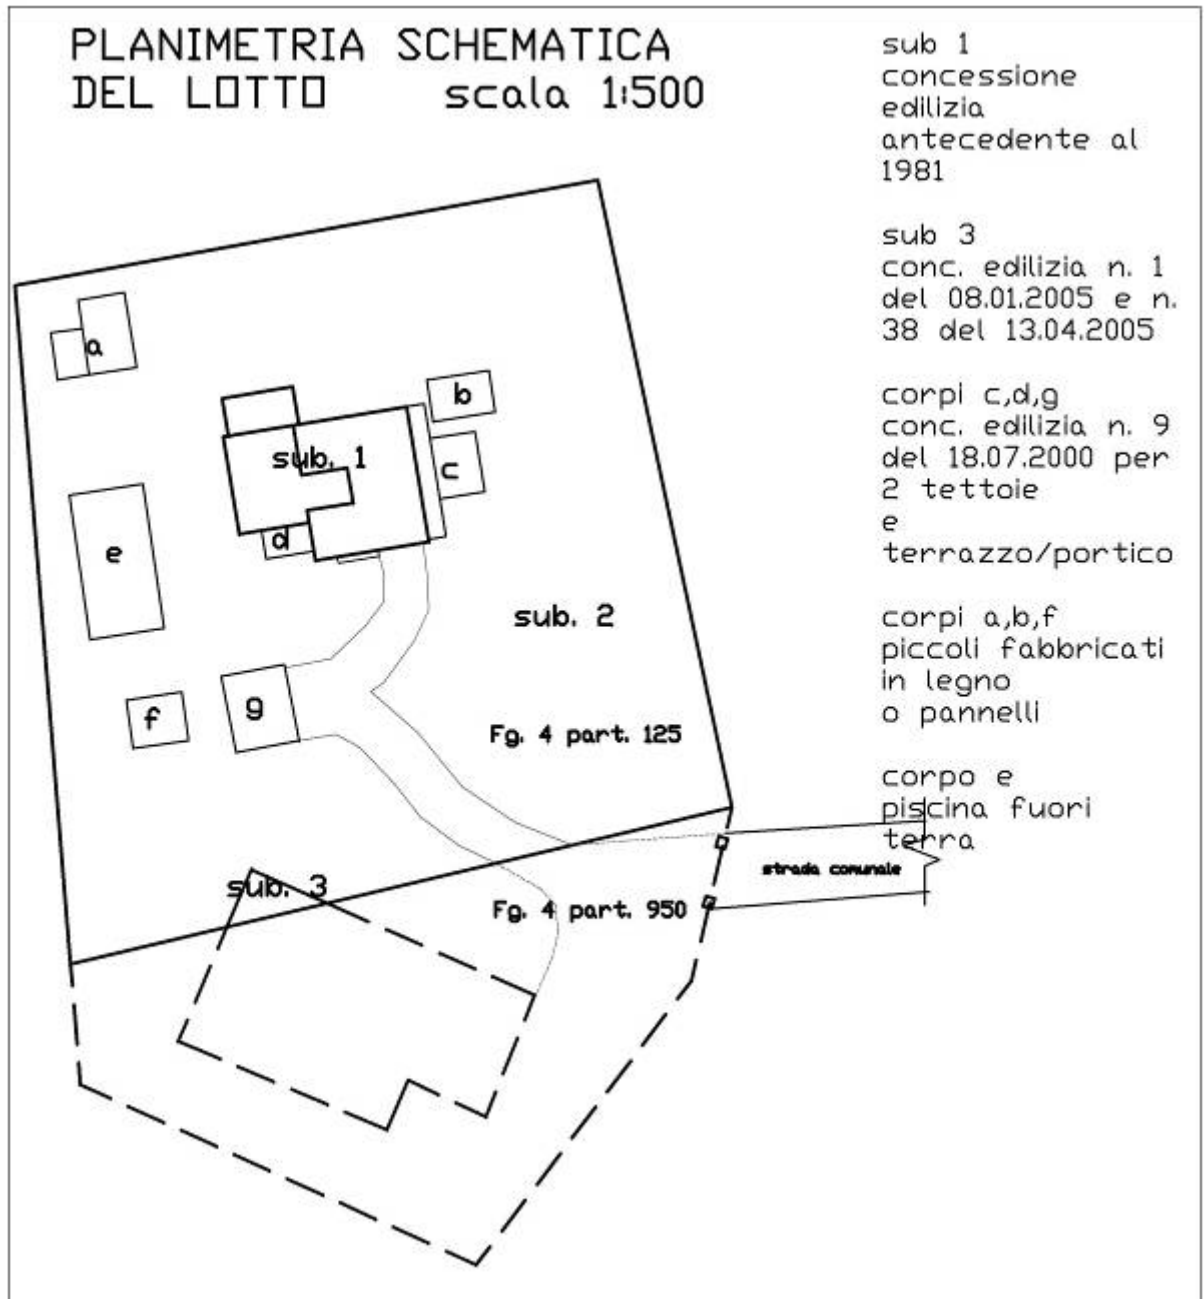 PLANIMETRIA SCHEMATICA
DEL LOTTO scala 1:500
sub 1
concessione
edilizia
antecedente al
1981
sub 3
conc. edilizia n. 1
del 08.01.2005 e n.
38 del 13.04.2005
corpi c,d,g
conc. edilizia n. 9
del 18.07.2000 per
2 tettoie
e
terrazzo/portico
corpi a,b,f
piccoli fabbricati
in legno
o pannelli
corpo e
piscina fuori
terra
a
b
sub. 1
c
d
e
sub. 2
f
g
Fg. 4 part. 125
strada comunale
sub. 3
Fg. 4 part. 950